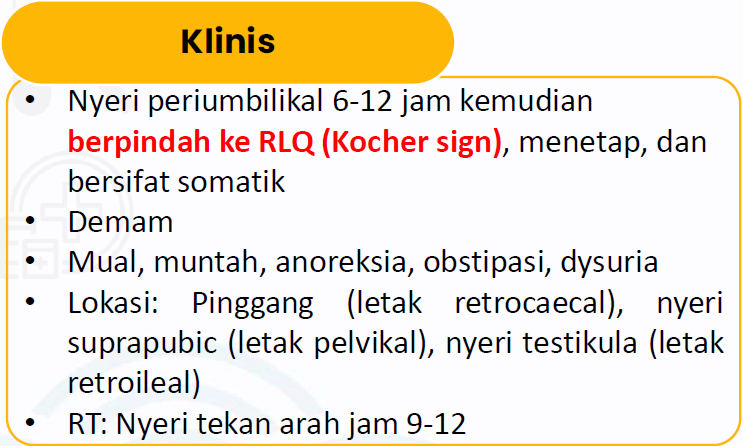 Klinis
• Nyeri periumbilikal 6-12 jam kemudian
berpindah ke RLQ (Kocher sign), menetap, dan
bersifat somatik
• Demam
• Mual, muntah, anoreksia, obstipasi, dysuria
• Lokasi: Pinggang (letak retrocaecal), nyeri
suprapubic (letak pelvikal), nyeri testikula (letak
retroileal)
• RT: Nyeri tekan arah jam 9-12